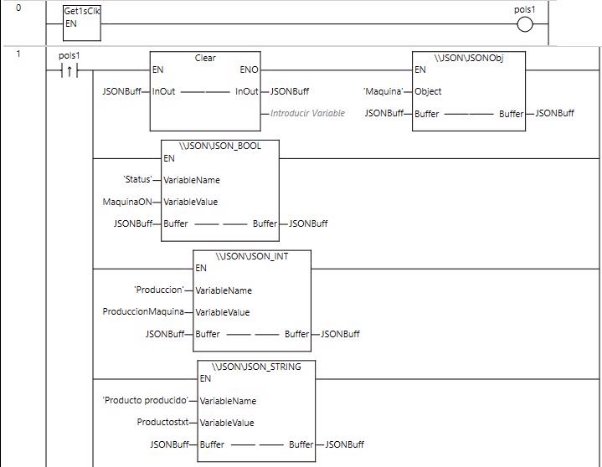 0
Get1sClk
EN
pols1
1
pols1
Clear
EN ENO
JSONBuff InOut InOut JSONBuff
Introducir Variable
\\JSON\JSONObj
EN
'Maquina' Object
JSONBuff Buffer Buffer JSONBuff
\\JSON\JSON_BOOL
EN
'Status' VariableName
MaquinaON VariableValue
JSONBuff Buffer Buffer JSONBuff
\\JSON\JSON_INT
EN
'Produccion' VariableName
ProduccionMaquina VariableValue
JSONBuff Buffer Buffer JSONBuff
\\JSON\JSON_STRING
EN
'Producto producido' VariableName
Productostxt VariableValue
JSONBuff Buffer Buffer JSONBuff